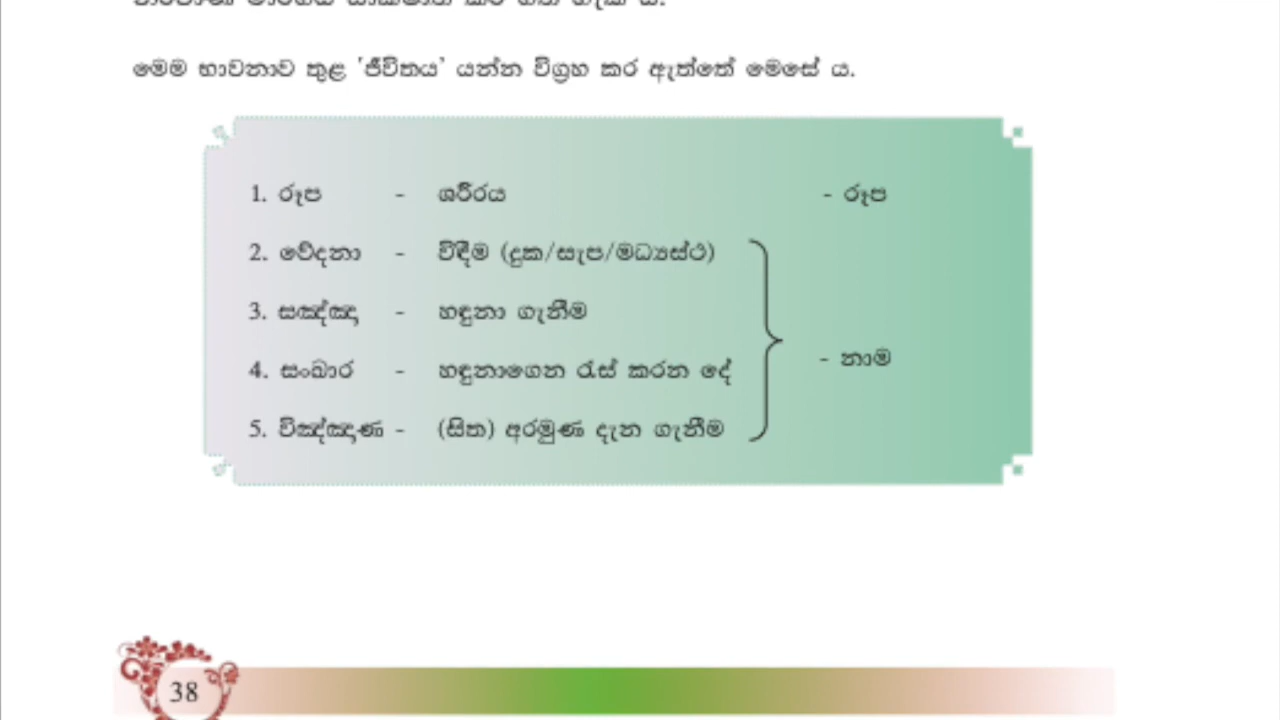 මෙම භාවනාව තුළ 'ජීවිතය' යන්න විග්‍රහ කර ඇත්තේ මෙසේ ය.
1. රූප - ශරීරය - රූප
2. වේදනා - විඳීම (දුක/සැප/මධ්‍යස්ථ)
3. සඤ්ඤා - හඳුනා ගැනීම
4. සංඛාර - හඳුනාගෙන රැස් කරන දේ
- නාම
5. විඤ්ඤාණ - (සිත) අරමුණ දැන ගැනීම
38